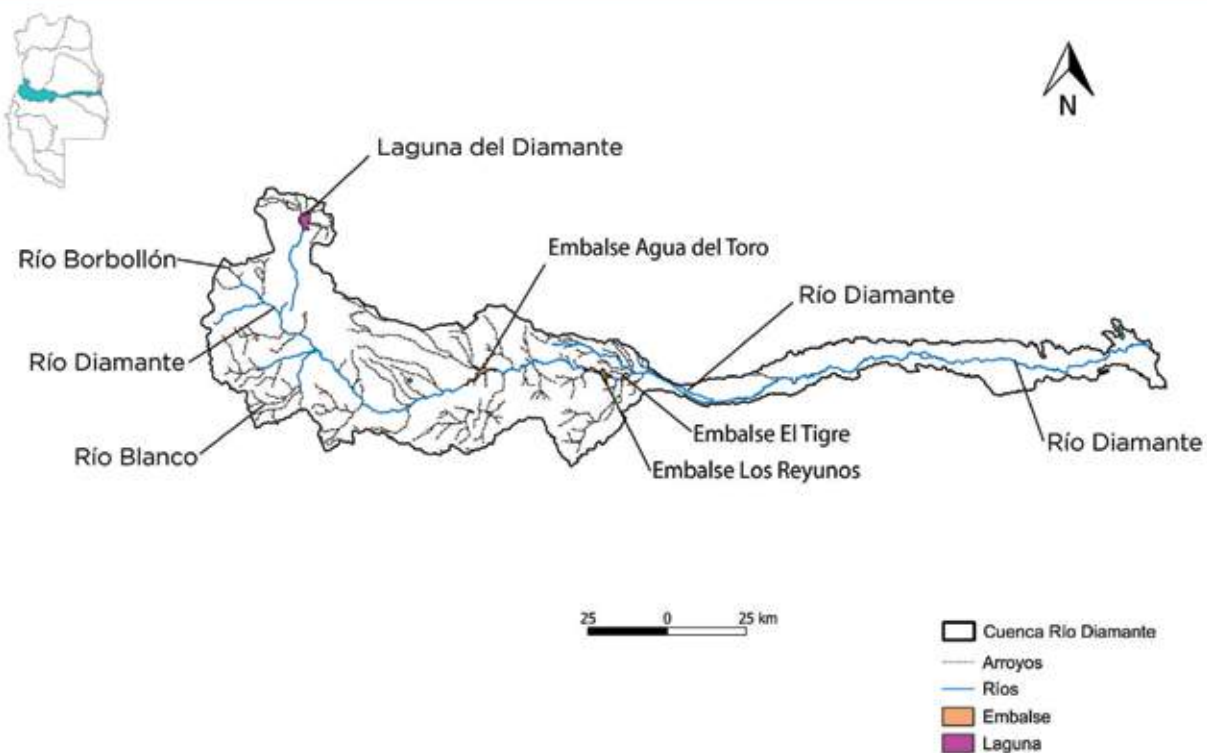 N
Laguna del Diamante
Río Borbollón
Embalse Agua del Toro
Río Diamante
Río Diamante
Embalse El Tigre
Río Diamante
Río Blanco
Embalse Los Reyunos
25 0 25 km
Cuenca Río Diamante
Arroyos
Ríos
Embalse
Laguna